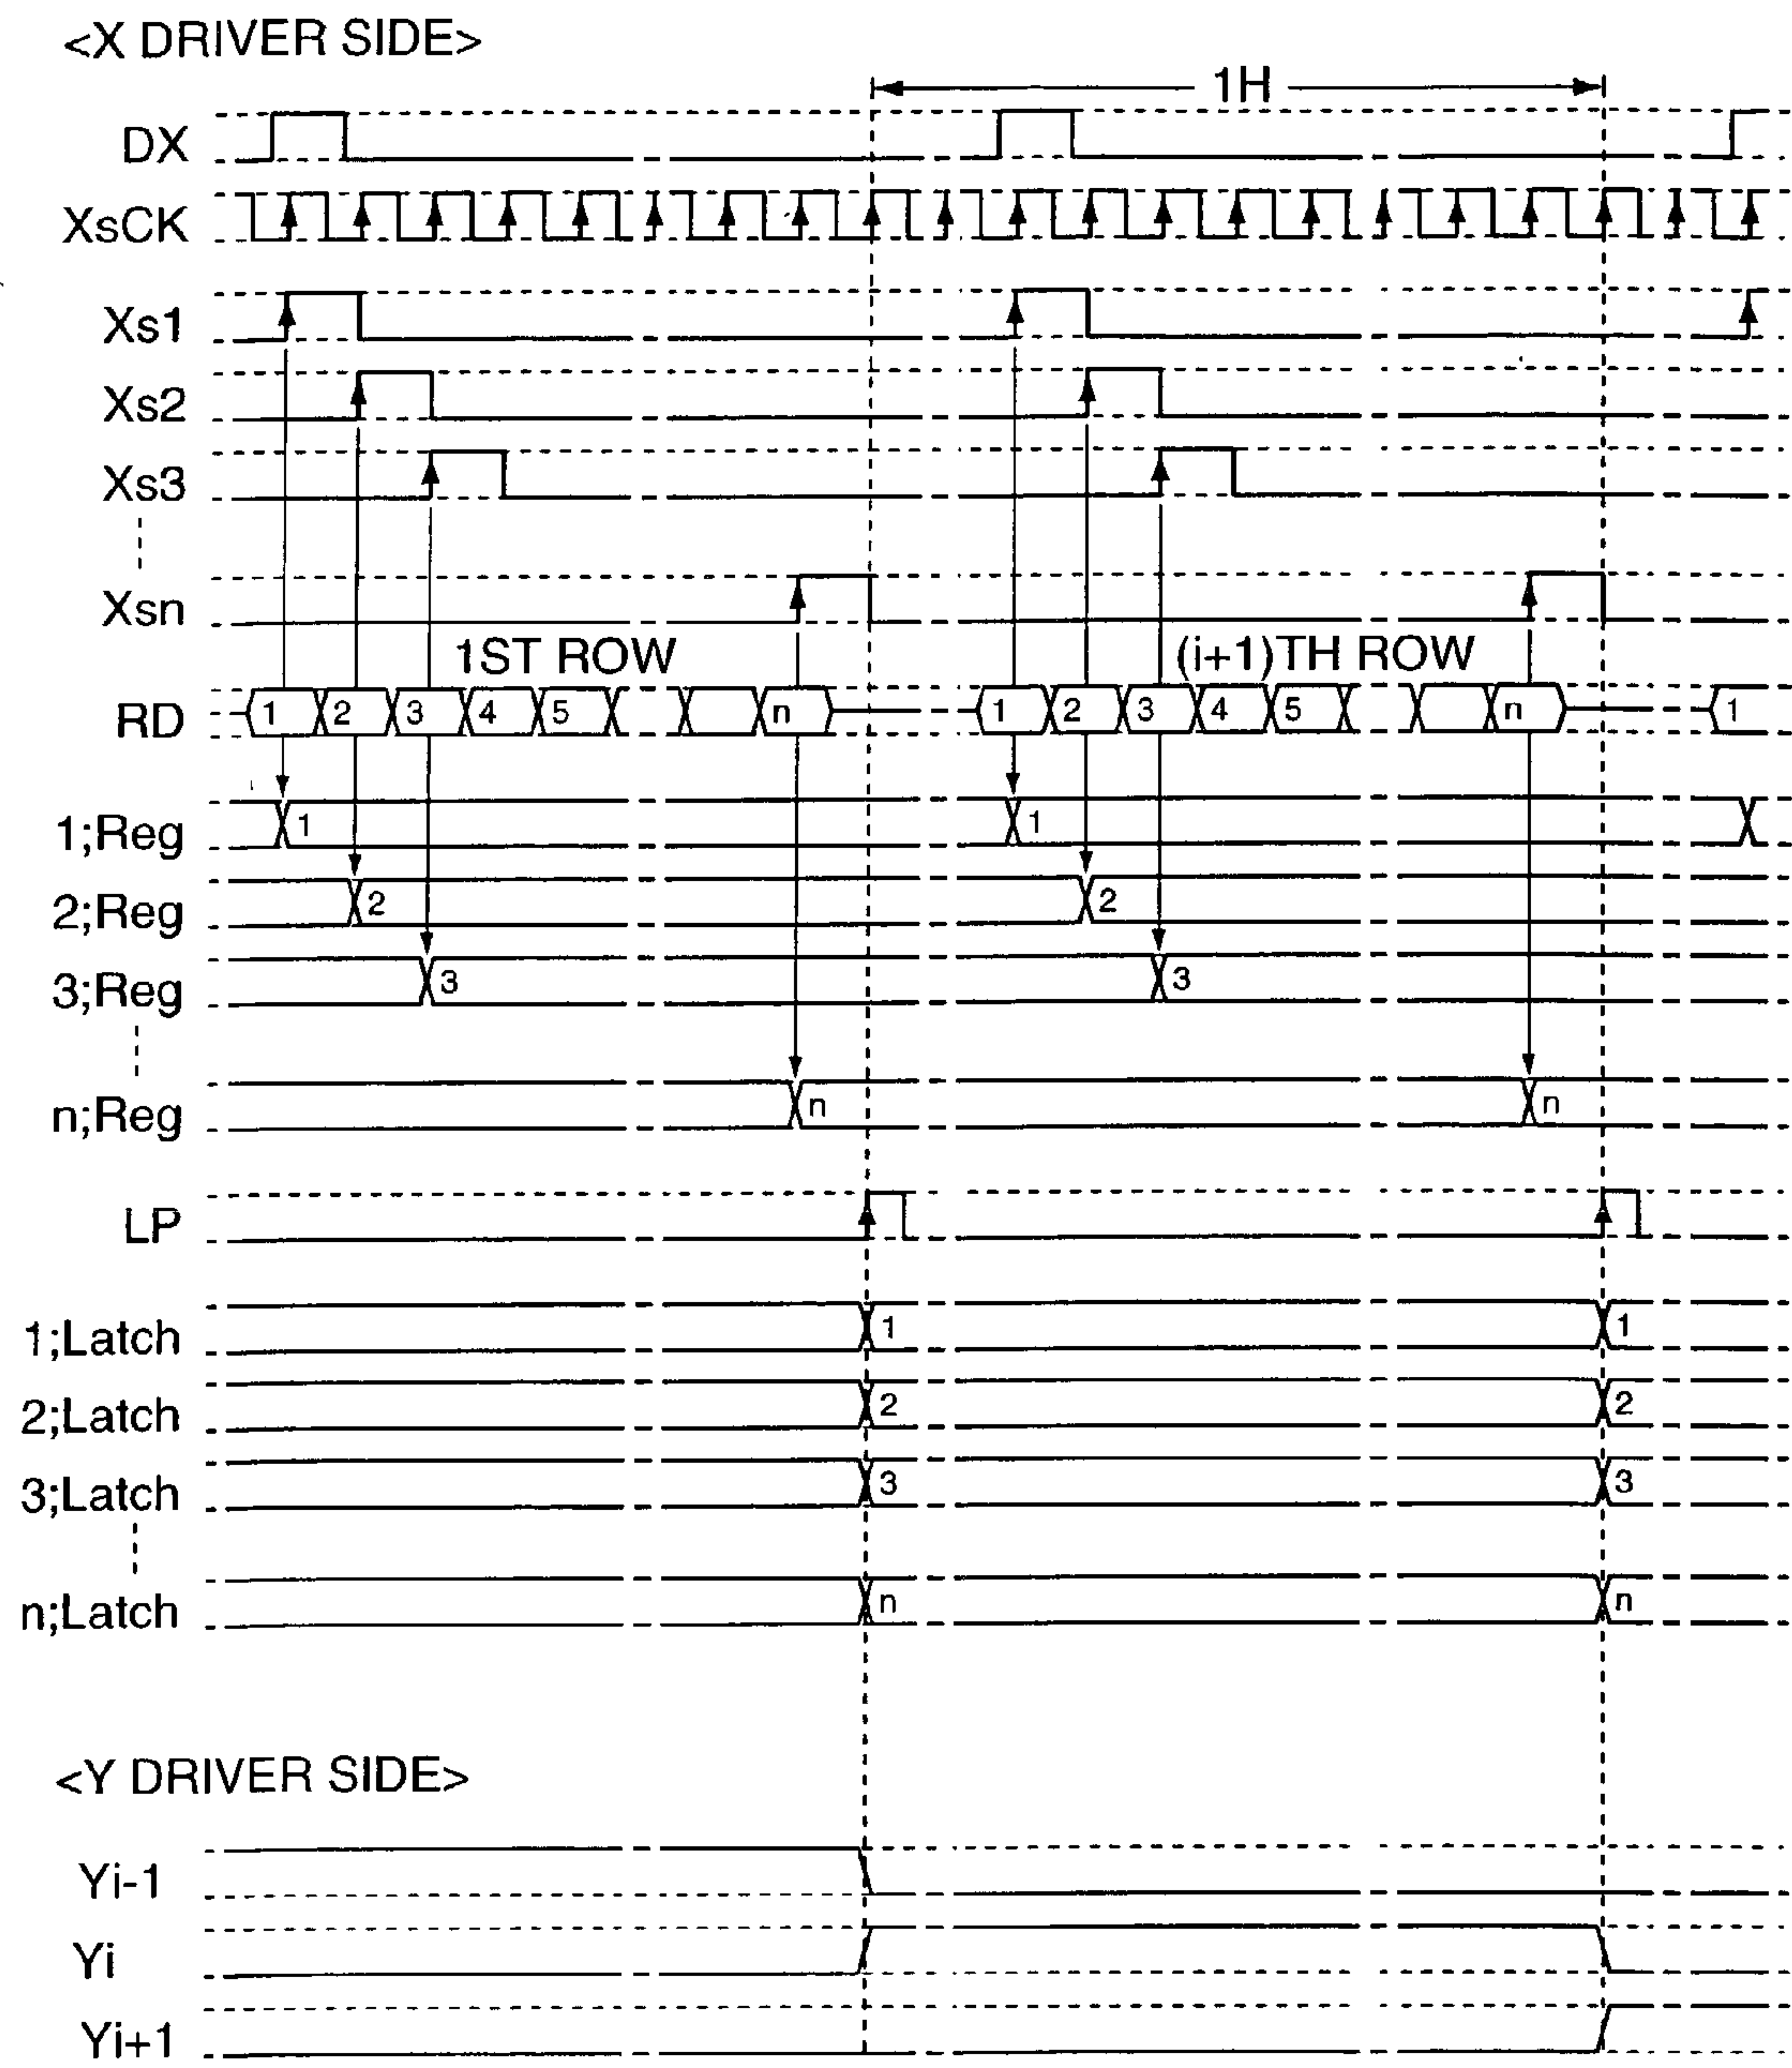 <X DRIVER SIDE>
1H
DX
XsCK
Xs1
Xs2
Xs3
Xsn
1ST ROW (i+1)TH ROW
RD 1 2 3 4 5 n 1 2 3 4 5 n 1
1;Reg 1 1
2;Reg 2 2
3;Reg 3 3
n;Reg n n
LP
1;Latch 1 1
2;Latch 2 2
3;Latch 3 3
n;Latch n n
<Y DRIVER SIDE>
Yi-1
Yi
Yi+1